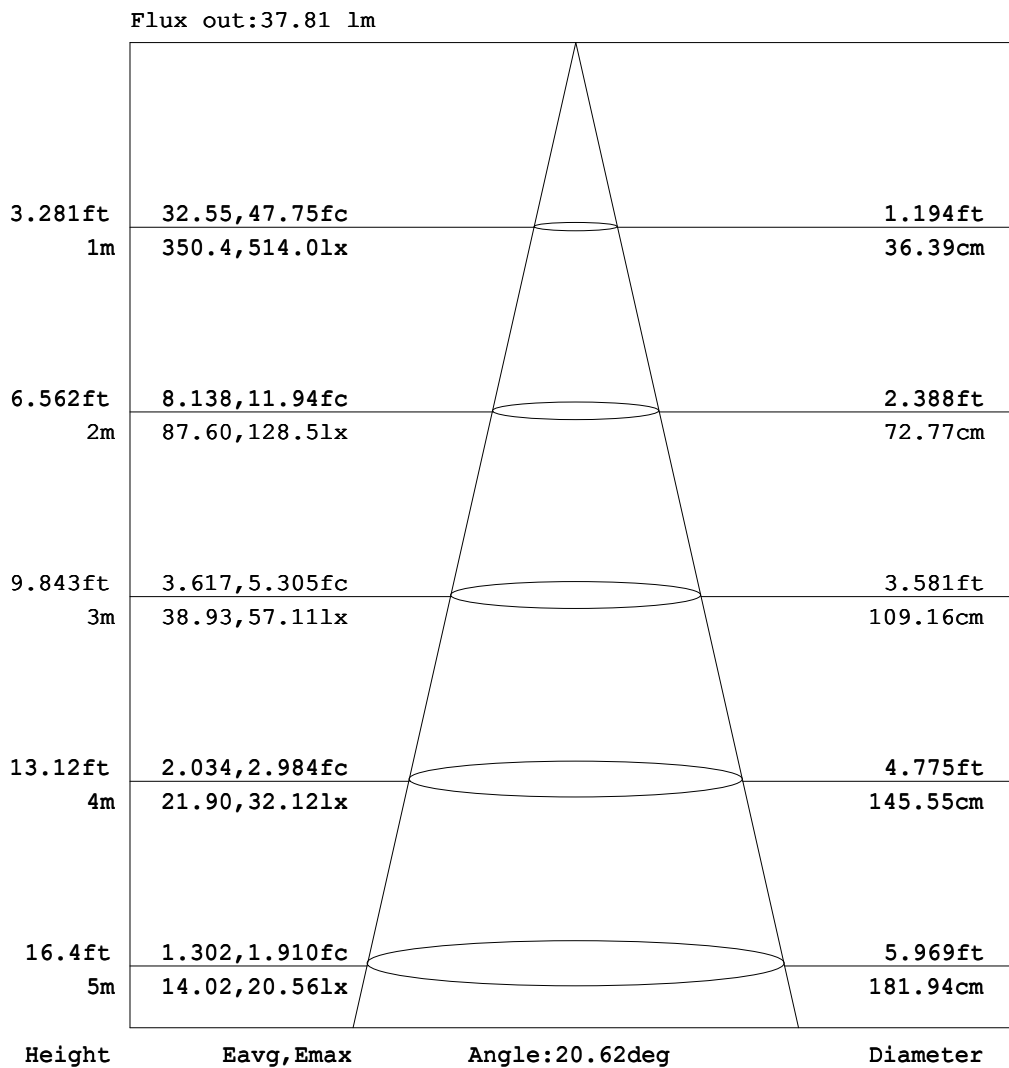 Flux out:37.81 lm
3.281ft 32.55,47.75fc 1.194ft
1m 350.4,514.0lx 36.39cm
6.562ft 8.138,11.94fc 2.388ft
2m 87.60,128.5lx 72.77cm
9.843ft 3.617,5.305fc 3.581ft
3m 38.93,57.11lx 109.16cm
13.12ft 2.034,2.984fc 4.775ft
4m 21.90,32.12lx 145.55cm
16.4ft 1.302,1.910fc 5.969ft
5m 14.02,20.56lx 181.94cm
Height Eavg,Emax Angle:20.62deg Diameter